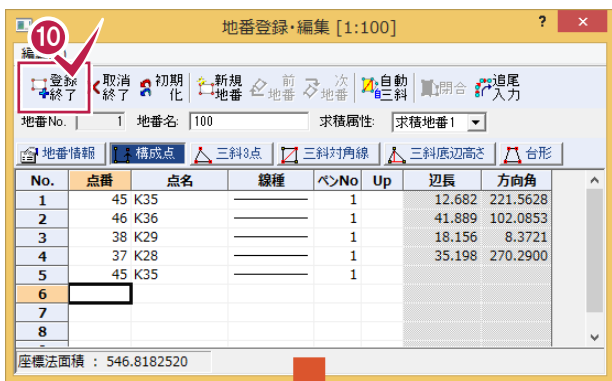 地番登録・編集 [1:100] ? ×
⑩
登録終了 取消終了 初期化 新規地番 前地番 次地番 自動三斜 閉合 追尾入力
地番No. 1 地番名: 100 求積属性: 求積地番1
地番情報 構成点 三斜3点 三斜対角線 三斜底辺高さ 台形
No. 点番 点名 線種 ペンNo Up 辺長 方向角
1 45 K35 1 12.682 221.5628
2 46 K36 1 41.889 102.0853
3 38 K29 1 18.156 8.3721
4 37 K28 1 35.198 270.2900
5 45 K35 1
6
7
8
座標法面積 : 546.8182520